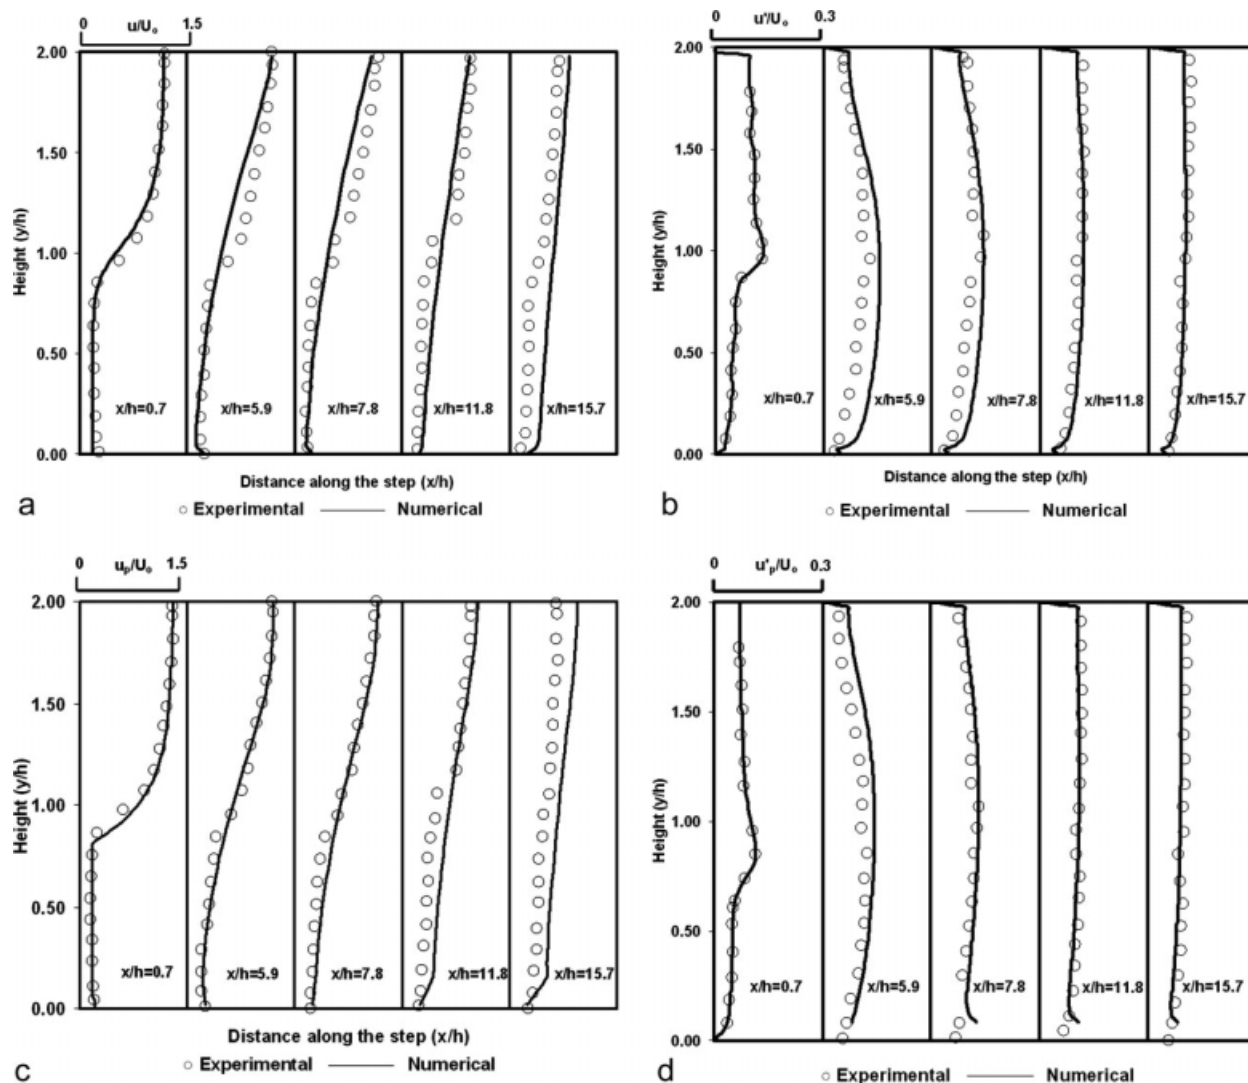 0 u/Uₒ 1.5
2.00
1.50
1.00
0.50
0.00
Height (y/h)
x/h=0.7 x/h=5.9 x/h=7.8 x/h=11.8 x/h=15.7
Distance along the step (x/h)
a
○ Experimental —— Numerical
0 u'/Uₒ 0.3
2.00
1.50
1.00
0.50
0.00
Height (y/h)
x/h=0.7 x/h=5.9 x/h=7.8 x/h=11.8 x/h=15.7
Distance along the step (x/h)
b
○ Experimental —— Numerical
0 uₚ/Uₒ 1.5
2.00
1.50
1.00
0.50
0.00
Height (y/h)
x/h=0.7 x/h=5.9 x/h=7.8 x/h=11.8 x/h=15.7
Distance along the step (x/h)
c
○ Experimental —— Numerical
0 u'ₚ/Uₒ 0.3
2.00
1.50
1.00
0.50
0.00
Height (y/h)
x/h=0.7 x/h=5.9 x/h=7.8 x/h=11.8 x/h=15.7
d
○ Experimental —— Numerical